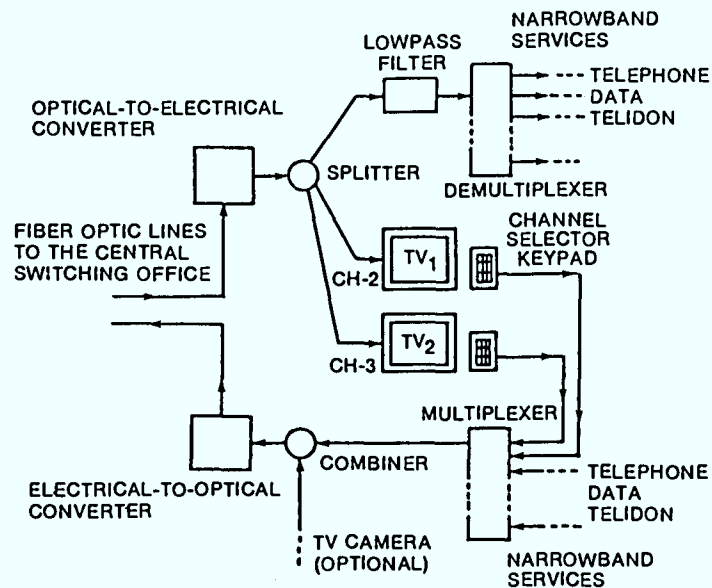 NARROWBAND
SERVICES
LOWPASS
FILTER
TELEPHONE
DATA
TELIDON
OPTICAL-TO-ELECTRICAL
CONVERTER
SPLITTER
DEMULTIPLEXER
FIBER OPTIC LINES
TO THE CENTRAL
SWITCHING OFFICE
CHANNEL
SELECTOR
KEYPAD
TV1
CH-2
TV2
CH-3
MULTIPLEXER
COMBINER
ELECTRICAL-TO-OPTICAL
CONVERTER
TELEPHONE
DATA
TELIDON
TV CAMERA
(OPTIONAL)
NARROWBAND
SERVICES